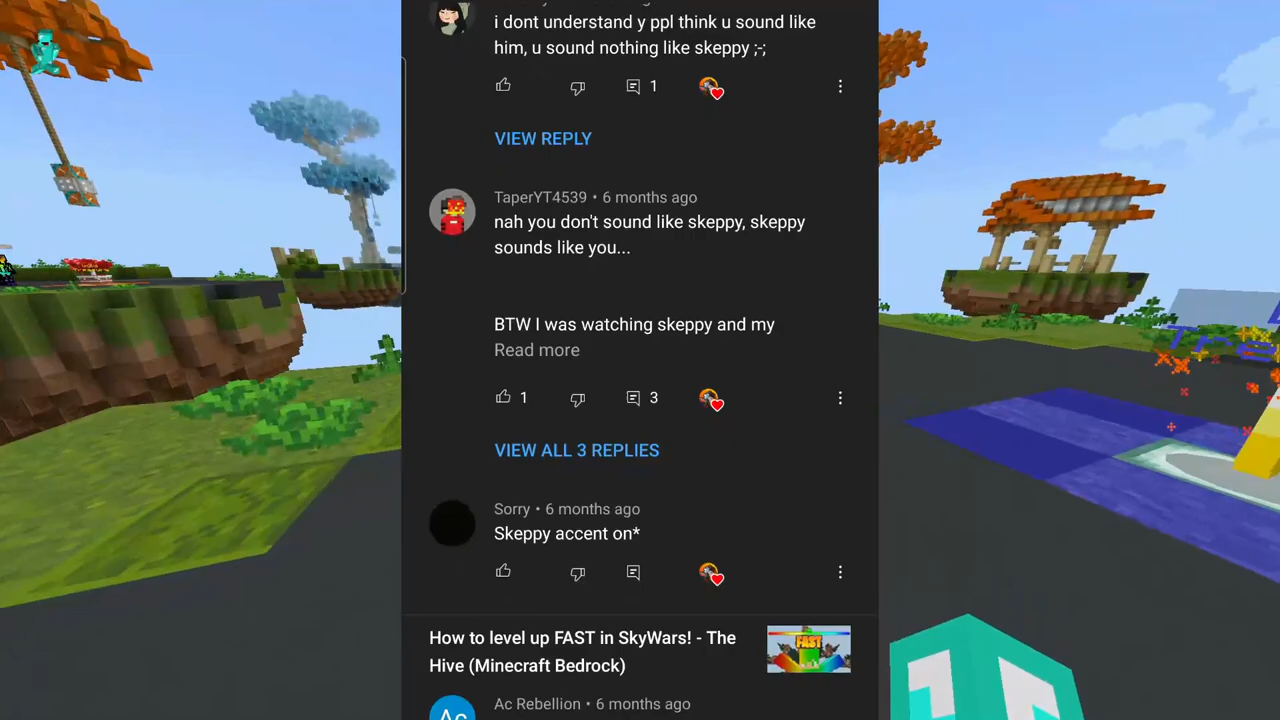 i dont understand y ppl think u sound like
him, u sound nothing like skeppy ;-;
1
VIEW REPLY
TaperYT4539 • 6 months ago
nah you don't sound like skeppy, skeppy
sounds like you...
BTW I was watching skeppy and my
Read more
1 3
VIEW ALL 3 REPLIES
Sorry • 6 months ago
Skeppy accent on*
How to level up FAST in SkyWars! - The
Hive (Minecraft Bedrock)
FAST
Ac Rebellion • 6 months ago
Ac